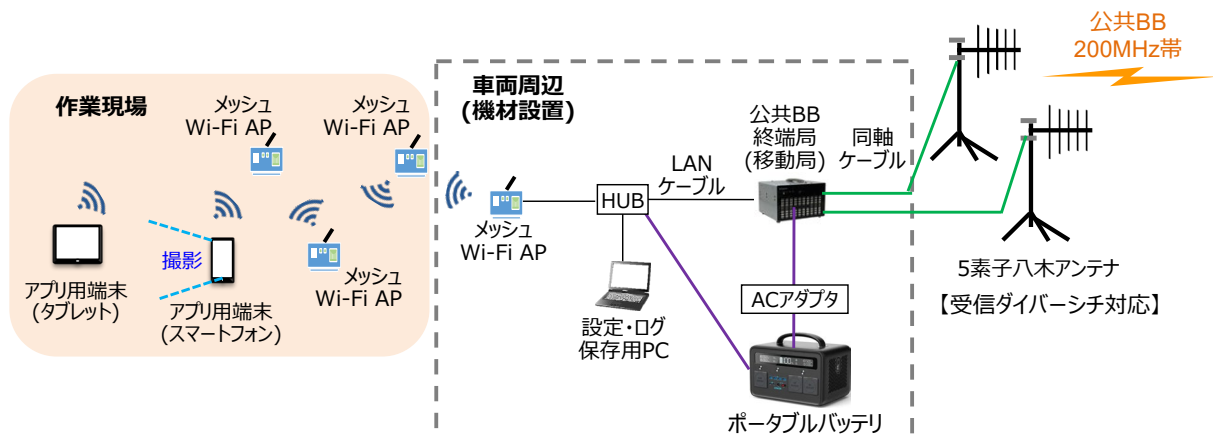 公共BB
200MHz帯
作業現場
メッシュ
Wi-Fi AP
メッシュ
Wi-Fi AP
車両周辺
(機材設置)
公共BB
終端局
(移動局)
同軸
ケーブル
LAN
ケーブル
HUB
メッシュ
Wi-Fi AP
撮影
メッシュ
Wi-Fi AP
アプリ用端末
(タブレット)
アプリ用端末
(スマートフォン)
設定・ログ
保存用PC
ACアダプタ
5素子八木アンテナ
【受信ダイバーシチ対応】
ポータブルバッテリ